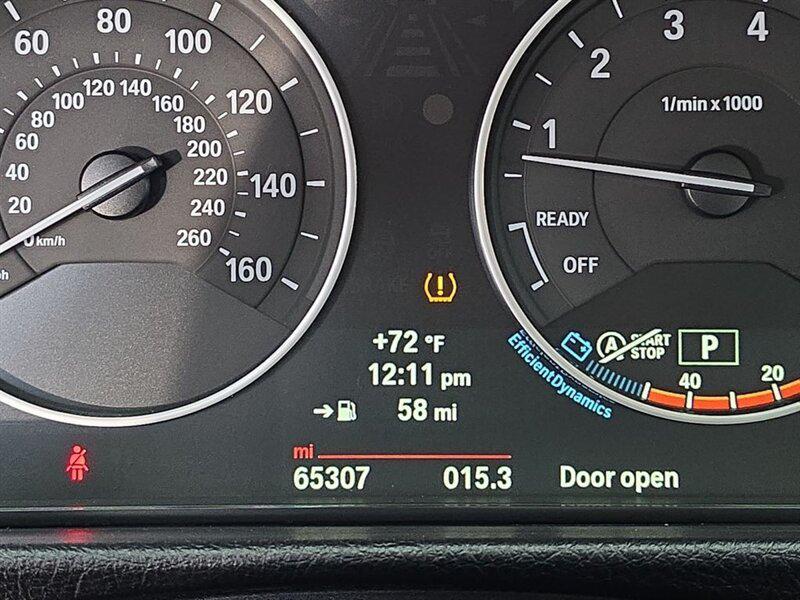 60
80
100
120
140
160
20
40
60
80
100
120
140
160
180
200
220
240
260
0 km/h
1
2
3
4
1/min x 1000
READY
OFF
+72 °F
12:11 pm
58 mi
mi
65307 015.3
Door open
A START
STOP
P
EfficientDynamics
40
20